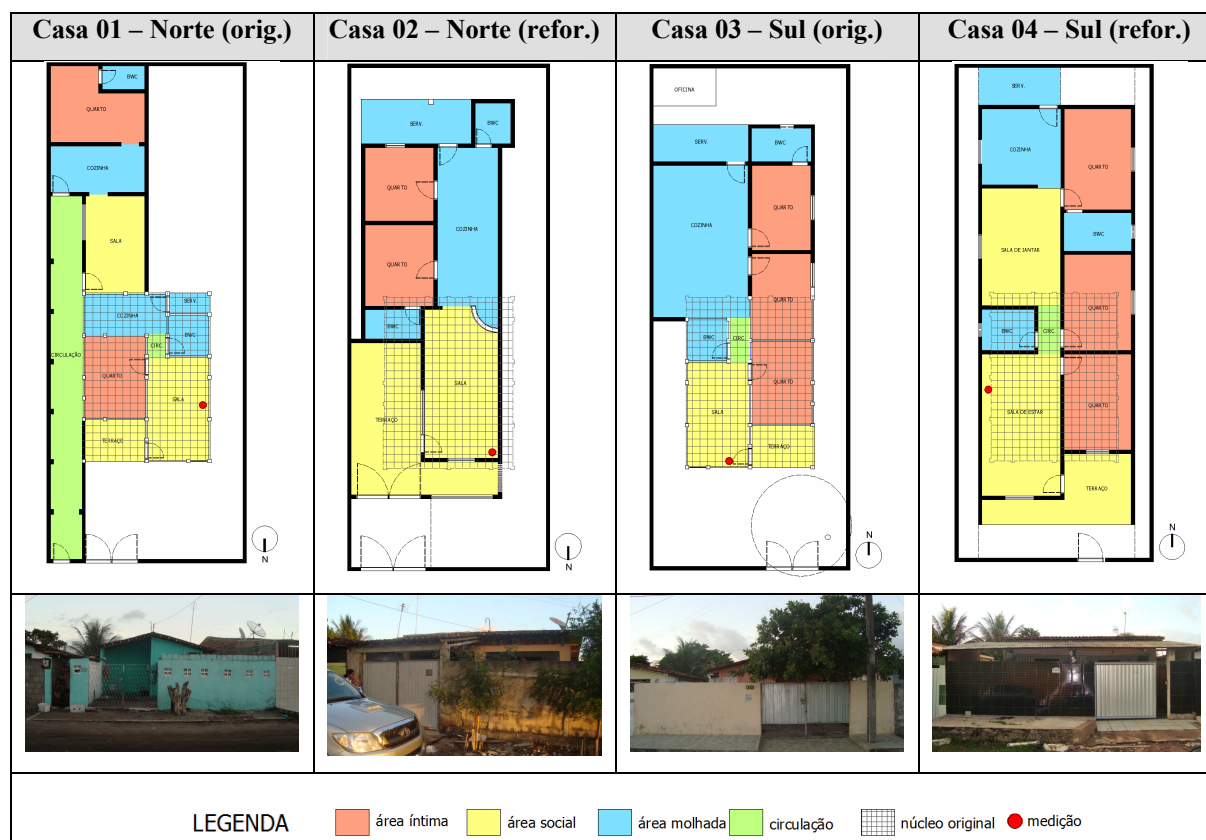 Casa 01 – Norte (orig.)
Casa 02 – Norte (refor.)
Casa 03 – Sul (orig.)
Casa 04 – Sul (refor.)
BWC
QUARTO
COZINHA
SALA
COZINHA
SERV.
BWC
CIRC.
CIRCULAÇÃO
QUARTO
SALA
TERRAÇO
N
SERV.
BWC
QUARTO
COZINHA
QUARTO
BWC
SALA
TERRAÇO
N
OFICINA
SERV.
BWC
QUARTO
COZINHA
QUARTO
BWC
CIRC.
QUARTO
SALA
TERRAÇO
N
SERV.
COZINHA
QUARTO
BWC
SALA DE JANTAR
QUARTO
BWC
CIRC.
QUARTO
SALA DE ESTAR
TERRAÇO
N
LEGENDA
área íntima
área social
área molhada
circulação
núcleo original
medição